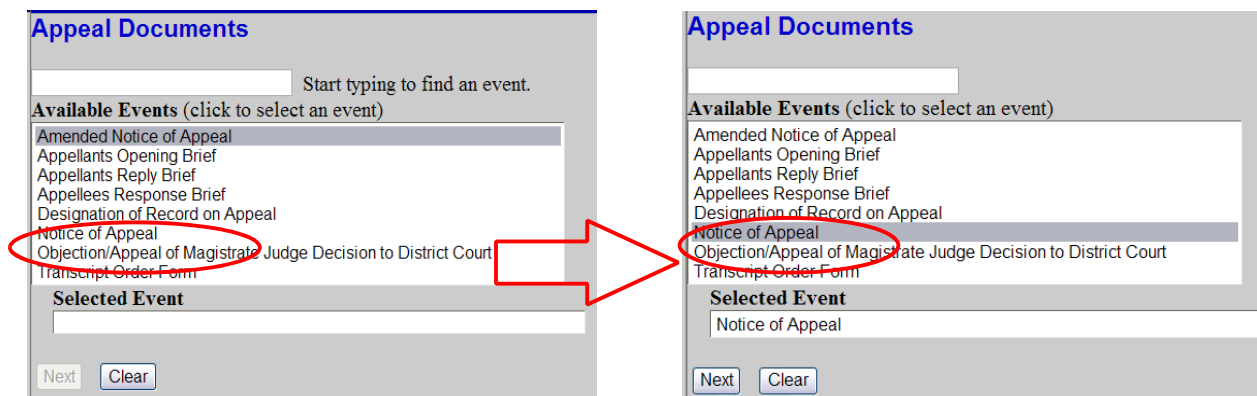 Appeal Documents
Start typing to find an event.
Available Events (click to select an event)
Amended Notice of Appeal
Appellants Opening Brief
Appellants Reply Brief
Appellees Response Brief
Designation of Record on Appeal
Notice of Appeal
Objection/Appeal of Magistrate Judge Decision to District Court
Transcript Order Form
Selected Event
Next Clear
Appeal Documents
Available Events (click to select an event)
Amended Notice of Appeal
Appellants Opening Brief
Appellants Reply Brief
Appellees Response Brief
Designation of Record on Appeal
Notice of Appeal
Objection/Appeal of Magistrate Judge Decision to District Court
Transcript Order Form
Selected Event
Notice of Appeal
Next Clear